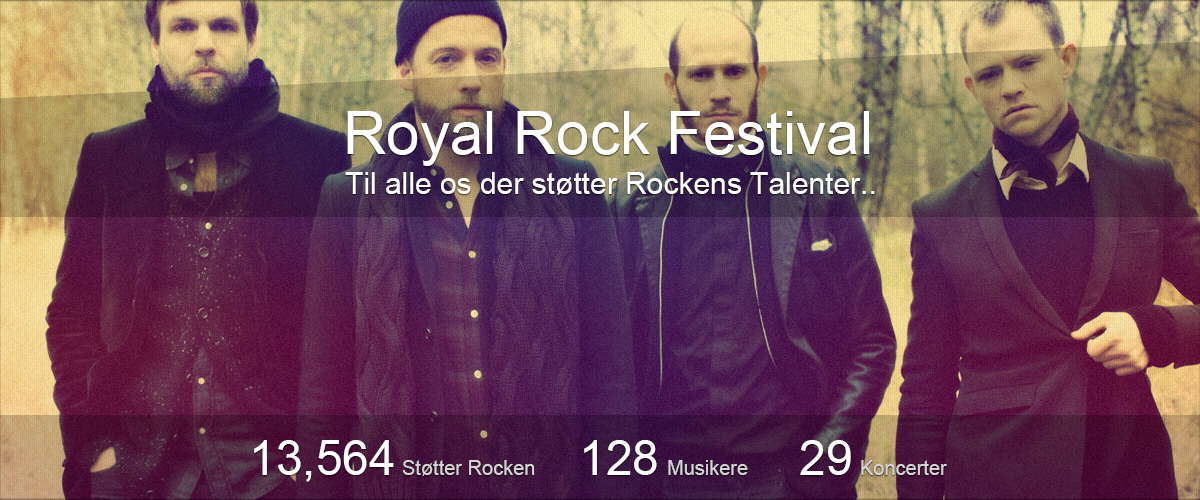 Royal Rock Festival
Til alle os der støtter Rockens Talenter..
13,564 Støtter Rocken 128 Musikere 29 Koncerter